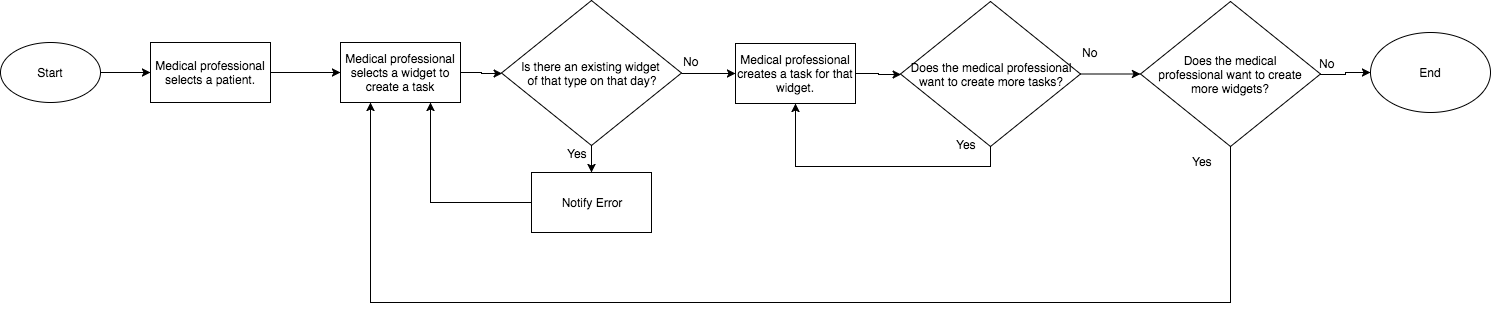 Start
Medical professional
selects a patient.
Medical professional
selects a widget to
create a task
Is there an existing widget
of that type on that day?
No
Yes
Notify Error
Medical professional
creates a task for that
widget.
Does the medical professional
want to create more tasks?
No
Yes
Does the medical
professional want to create
more widgets?
No
Yes
End